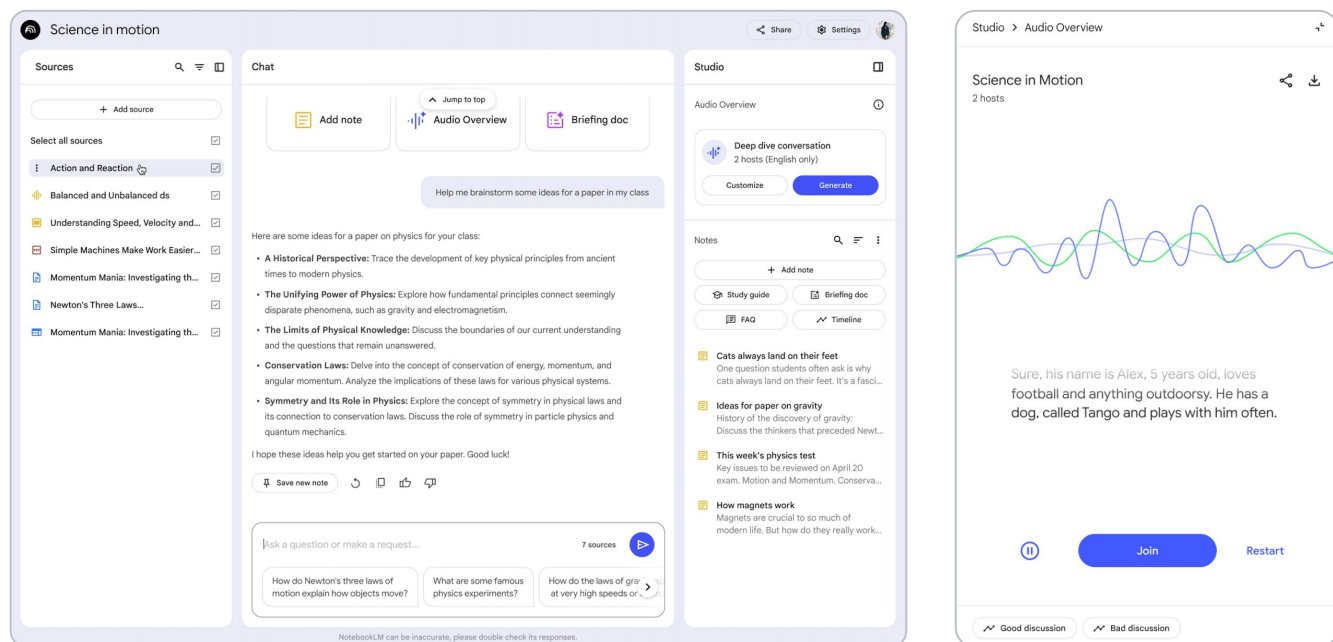 Science in motion
Share
Settings
Sources
Add source
Select all sources
Action and Reaction
Balanced and Unbalanced ds
Understanding Speed, Velocity and...
Simple Machines Make Work Easier...
Momentum Mania: Investigating th...
Newton's Three Laws...
Momentum Mania: Investigating th...
Chat
Jump to top
Add note
Audio Overview
Briefing doc
Help me brainstorm some ideas for a paper in my class
Here are some ideas for a paper on physics for your class:
• A Historical Perspective: Trace the development of key physical principles from ancient
times to modern physics.
• The Unifying Power of Physics: Explore how fundamental principles connect seemingly
disparate phenomena, such as gravity and electromagnetism.
• The Limits of Physical Knowledge: Discuss the boundaries of our current understanding
and the questions that remain unanswered.
• Conservation Laws: Delve into the concept of conservation of energy, momentum, and
angular momentum. Analyze the implications of these laws for various physical systems.
• Symmetry and Its Role in Physics: Explore the concept of symmetry in physical laws and
its connection to conservation laws. Discuss the role of symmetry in particle physics and
quantum mechanics.
I hope these ideas help you get started on your paper. Good luck!
Save new note
Ask a question or make a request...
7 sources
How do Newton's three laws of
motion explain how objects move?
What are some famous
physics experiments?
How do the laws of
at very high speeds or
NotebookLM can be inaccurate, please double check its responses.
Studio
Audio Overview
Deep dive conversation
2 hosts (English only)
Customize
Generate
Notes
+ Add note
Study guide
Briefing doc
FAQ
Timeline
Cats always land on their feet
One question students often ask is why
cats always land on their feet. It's a fasci...
Ideas for paper on gravity
History of the discovery of gravity:
Discuss the thinkers that preceded Newt...
This week's physics test
Key issues to be reviewed on April 20
exam. Motion and Momentum. Conserva...
How magnets work
Magnets are crucial to so much of
modern life. But how do they really work...
Studio > Audio Overview
Science in Motion
2 hosts
Sure, his name is Alex, 5 years old, loves
football and anything outdoorsy. He has a
dog, called Tango and plays with him often.
Join
Restart
Good discussion
Bad discussion